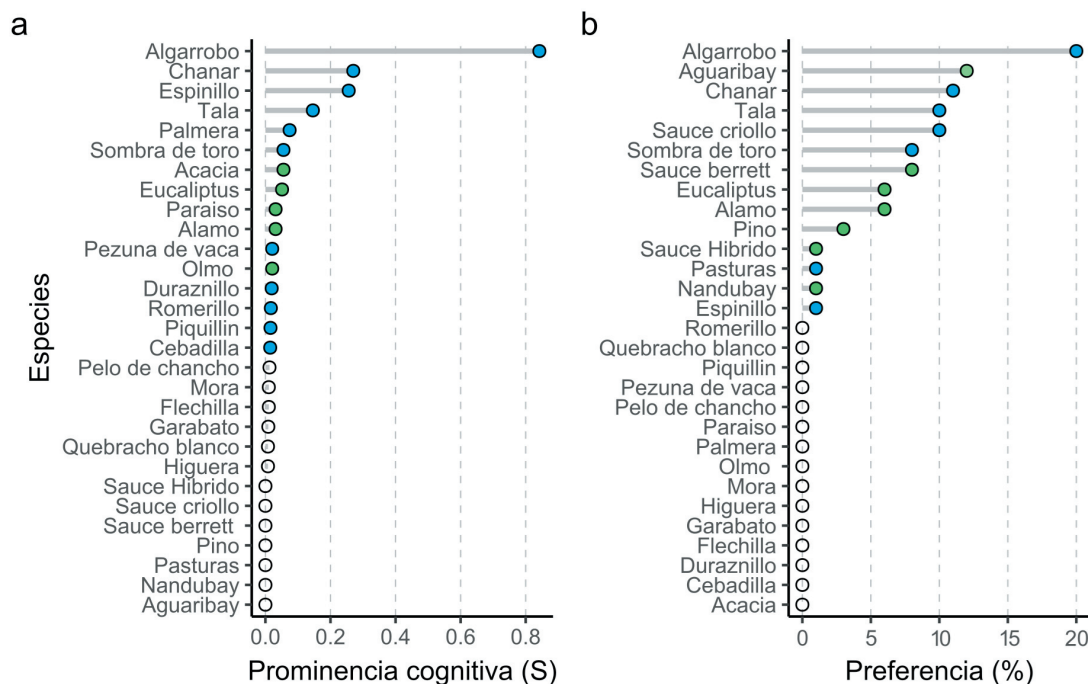 a
Algarrobo
Chanar
Espinillo
Tala
Palmera
Sombra de toro
Acacia
Eucaliptus
Paraiso
Alamo
Pezuna de vaca
Olmo
Duraznillo
Romerillo
Piquillin
Cebadilla
Pelo de chancho
Mora
Flechilla
Garabato
Quebracho blanco
Higuera
Sauce Hibrido
Sauce criollo
Sauce berrett
Pino
Pasturas
Nandubay
Aguaribay
Especies
0.0 0.2 0.4 0.6 0.8
Prominencia cognitiva (S)
b
Algarrobo
Aguaribay
Chanar
Tala
Sauce criollo
Sombra de toro
Sauce berrett
Eucaliptus
Alamo
Pino
Sauce Hibrido
Pasturas
Nandubay
Espinillo
Romerillo
Quebracho blanco
Piquillin
Pezuna de vaca
Pelo de chancho
Paraiso
Palmera
Olmo
Mora
Higuera
Garabato
Flechilla
Duraznillo
Cebadilla
Acacia
0 5 10 15 20
Preferencia (%)